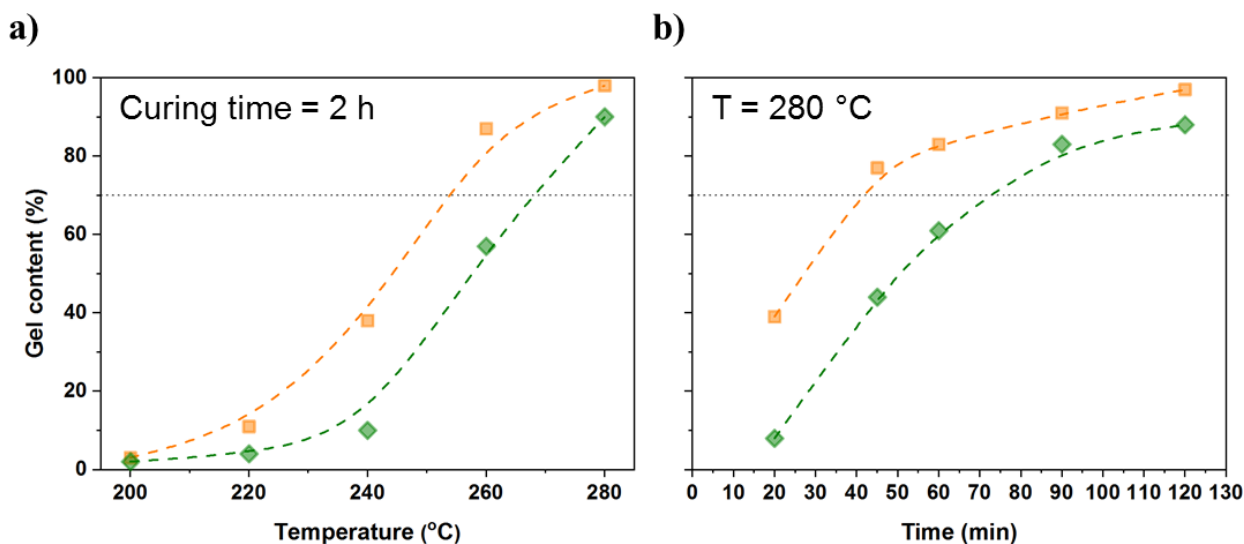 a)
Curing time = 2 h
Gel content (%)
100
80
60
40
20
0
200 220 240 260 280
Temperature (°C)
b)
T = 280 °C
0 10 20 30 40 50 60 70 80 90 100 110 120 130
Time (min)